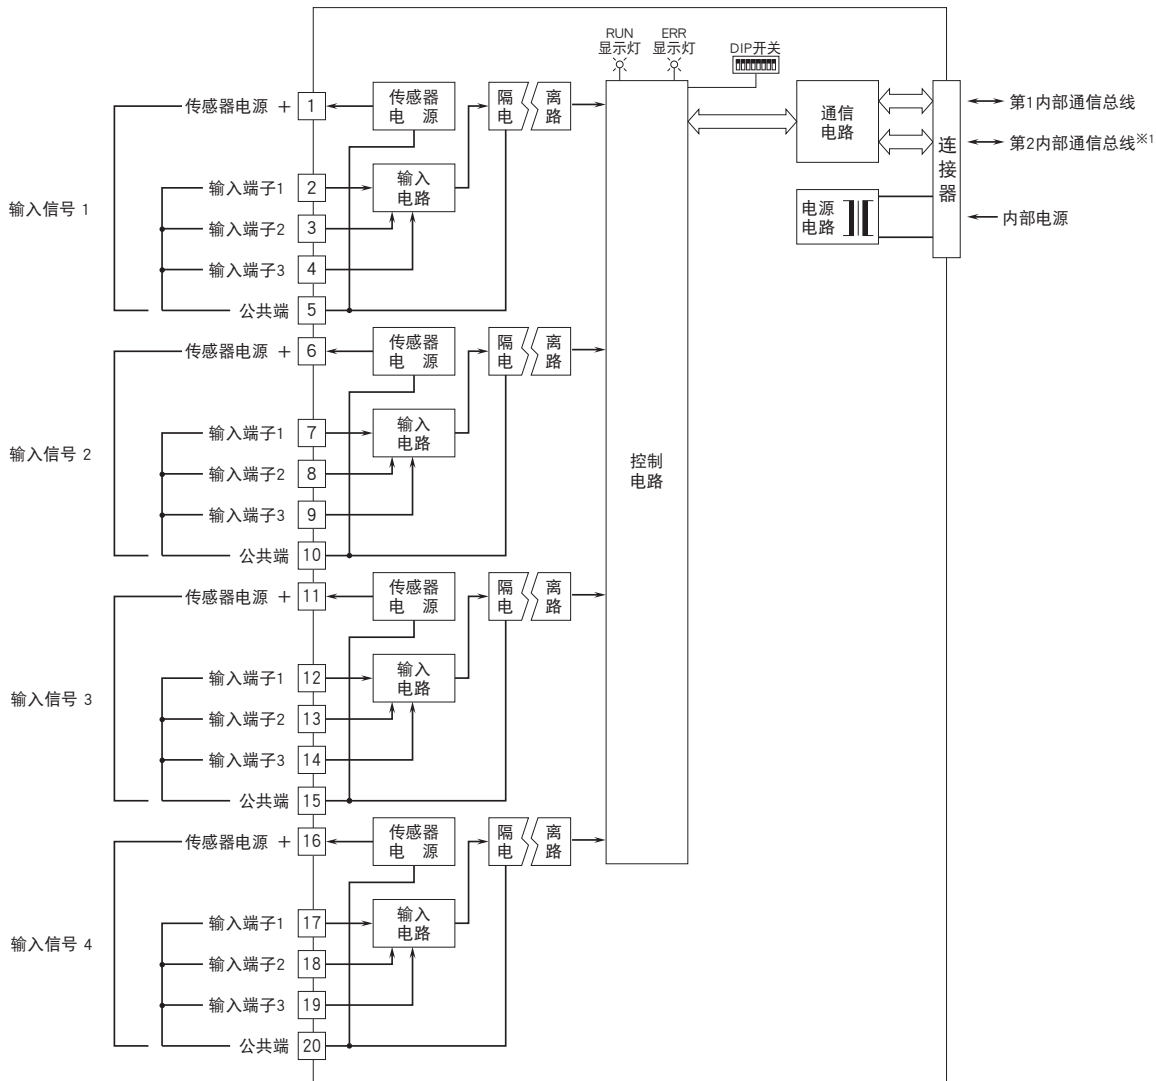 RUN
显示灯
ERR
显示灯
DIP开关
传感器电源 +
1
传感器
电 源
隔 离
电 路
输入信号 1
输入端子1
2
输入
电路
输入端子2
3
输入端子3
4
公共端
5
传感器电源 +
6
传感器
电 源
隔 离
电 路
输入信号 2
输入端子1
7
输入
电路
输入端子2
8
输入端子3
9
公共端
10
传感器电源 +
11
传感器
电 源
隔 离
电 路
输入信号 3
输入端子1
12
输入
电路
输入端子2
13
输入端子3
14
公共端
15
传感器电源 +
16
传感器
电 源
隔 离
电 路
输入信号 4
输入端子1
17
输入
电路
输入端子2
18
输入端子3
19
公共端
20
控制
电路
通信
电路
电源
电路
连接器
第1内部通信总线
第2内部通信总线※1
内部电源